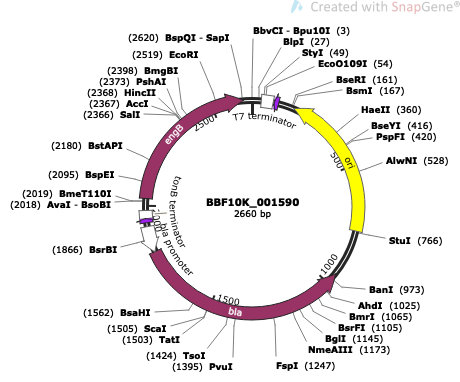 Created with SnapGene®
(2620) BspQI - SapI
BbvCI - Bpu10I (3)
BlpI (27)
(2519) EcoRI
StyI (49)
EcoO109I (54)
(2398) BmgBI
BseRI (161)
(2373) PshAI
BsmI (167)
(2368) HincII
(2367) AccI
(2366) SalI
HaeII (360)
BseYI (416)
PspFI (420)
(2180) BstAPI
AlwNI (528)
(2095) BspEI
(2019) BmeT110I
(2018) AvaI - BsoBI
StuI (766)
(1866) BsrBI
BanI (973)
AhdI (1025)
(1562) BsaHI
BmrI (1065)
(1505) ScaI
BsrFI (1105)
(1503) TatI
BglI (1145)
(1424) TsoI
NmeAIII (1173)
(1395) PvuI
FspI (1247)
T7 terminator
2500
engB
500
ori
tonB terminator
bla promoter
BBF10K_001590
2660 bp
1000
1500
bla